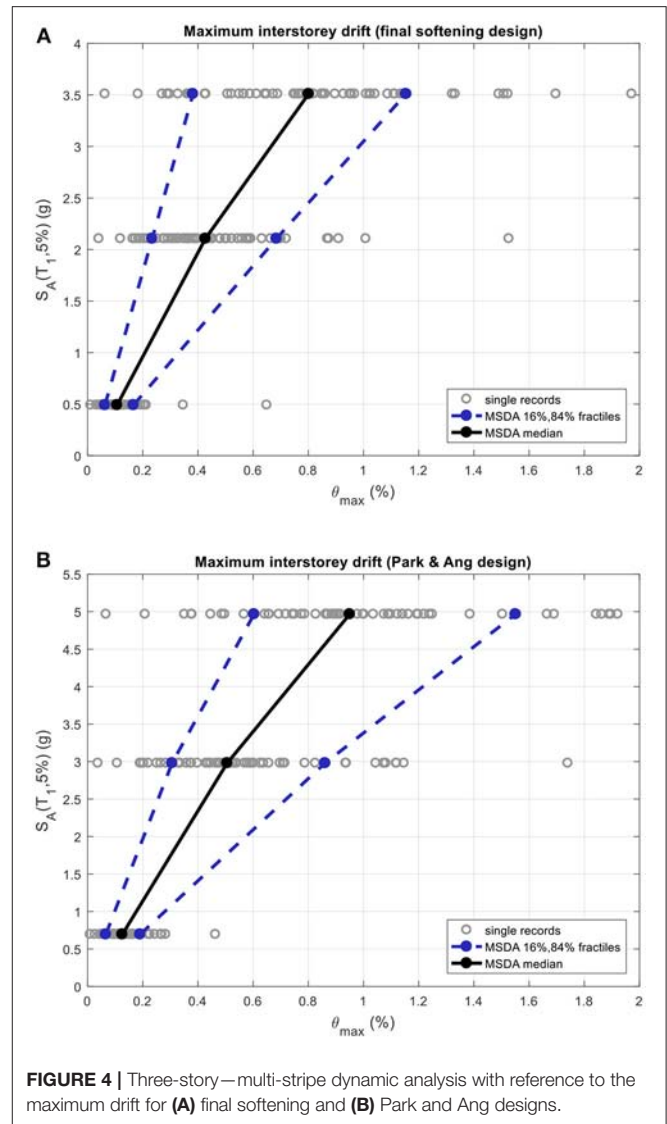 A
Maximum interstorey drift (final softening design)
4
3.5
3
2.5
2
1.5
1
0.5
0
S_A(T_1,5%) (g)
0 0.2 0.4 0.6 0.8 1 1.2 1.4 1.6 1.8 2
θ_max (%)
single records
MSDA 16%,84% fractiles
MSDA median
B
Maximum interstorey drift (Park & Ang design)
5.5
5
4.5
4
3.5
3
2.5
2
1.5
1
0.5
0
S_A(T_1,5%) (g)
0 0.2 0.4 0.6 0.8 1 1.2 1.4 1.6 1.8 2
θ_max (%)
single records
MSDA 16%,84% fractiles
MSDA median
FIGURE 4 | Three-story—multi-stripe dynamic analysis with reference to the
maximum drift for (A) final softening and (B) Park and Ang designs.